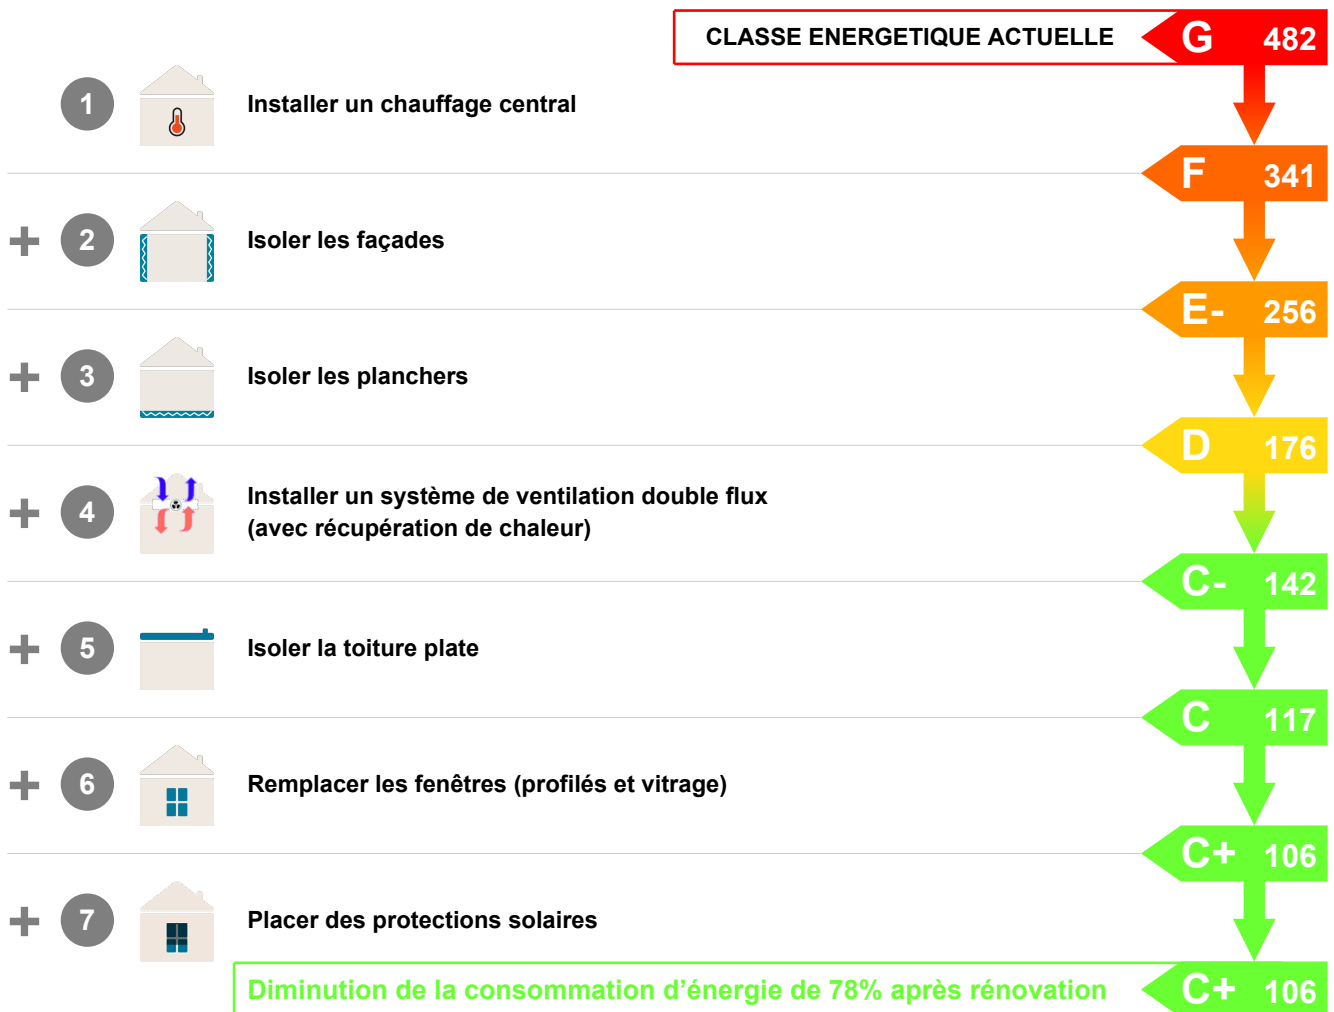 CLASSE ENERGETIQUE ACTUELLE G 482
1 Installer un chauffage central
F 341
+ 2 Isoler les façades
E- 256
+ 3 Isoler les planchers
D 176
+ 4 Installer un système de ventilation double flux
(avec récupération de chaleur)
C- 142
+ 5 Isoler la toiture plate
C 117
+ 6 Remplacer les fenêtres (profilés et vitrage)
C+ 106
+ 7 Placer des protections solaires
Diminution de la consommation d’énergie de 78% après rénovation C+ 106